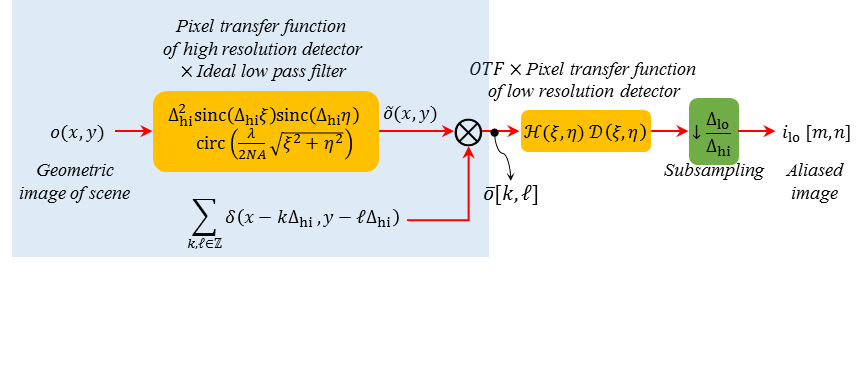 Pixel transfer function
of high resolution detector
× Ideal low pass filter
OTF × Pixel transfer function
of low resolution detector
o(x, y)
Δ²hi sinc(Δhiξ)sinc(Δhiη)
circ (λ/2NA √(ξ² + η²))
õ(x, y)
ℋ(ξ, η) 𝒟(ξ, η)
↓ Δlo/Δhi
ilo [m, n]
Geometric
image of scene
Subsampling
Aliased
image
ō[k, ℓ]
∑k,ℓ∈ℤ δ(x − kΔhi , y − ℓΔhi)